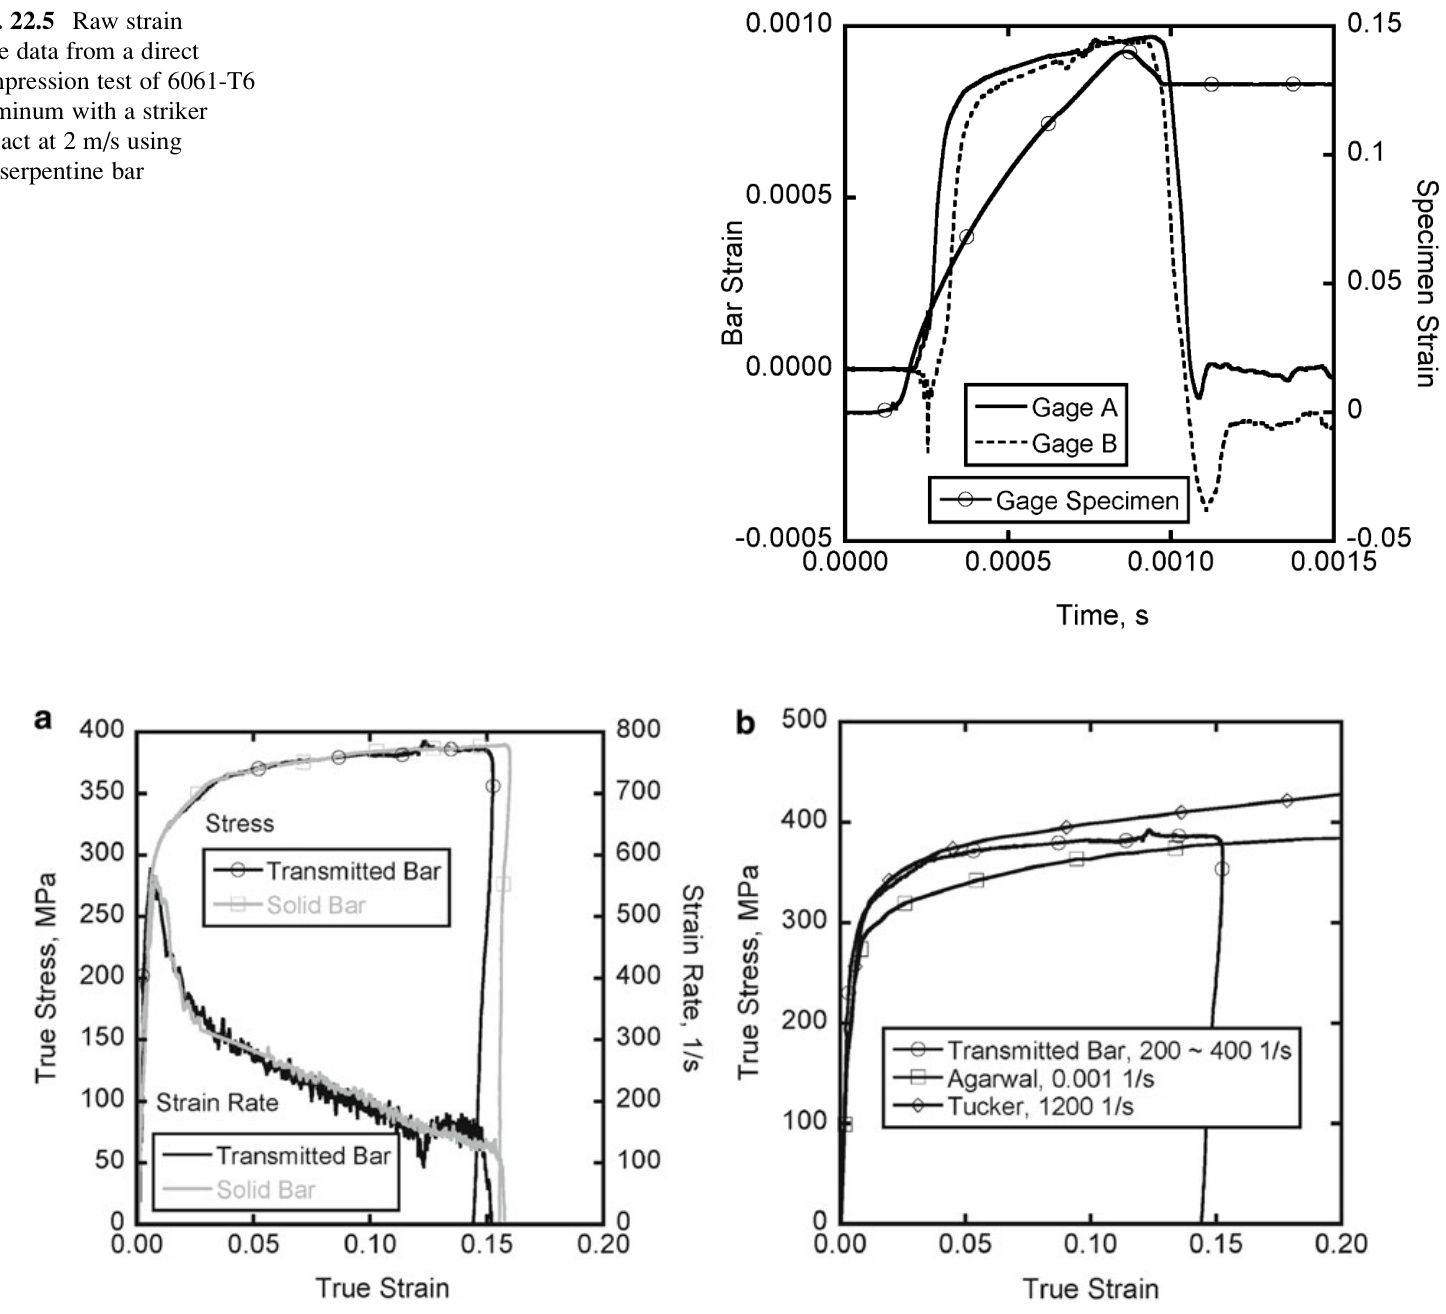 . 22.5 Raw strain
e data from a direct
pression test of 6061-T6
minum with a striker
act at 2 m/s using
serpentine bar
0.0010
0.0005
0.0000
-0.0005
Bar Strain
0.15
0.1
0.05
0
-0.05
Specimen Strain
Gage A
Gage B
Gage Specimen
0.0000 0.0005 0.0010 0.0015
Time, s
a
400
350
300
250
200
150
100
50
0
True Stress, MPa
800
700
600
500
400
300
200
100
0
Strain Rate, 1/s
Stress
Transmitted Bar
Solid Bar
Strain Rate
Transmitted Bar
Solid Bar
0.00 0.05 0.10 0.15 0.20
True Strain
b
500
400
300
200
100
0
True Stress, MPa
Transmitted Bar, 200 ~ 400 1/s
Agarwal, 0.001 1/s
Tucker, 1200 1/s
0.00 0.05 0.10 0.15 0.20
True Strain